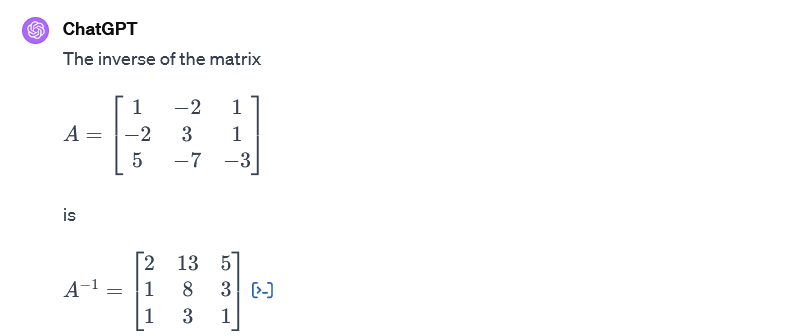 ChatGPT
The inverse of the matrix
A = [1 −2 1
−2 3 1
5 −7 −3]
is
A⁻¹ = [2 13 5
1 8 3
1 3 1] [>-]